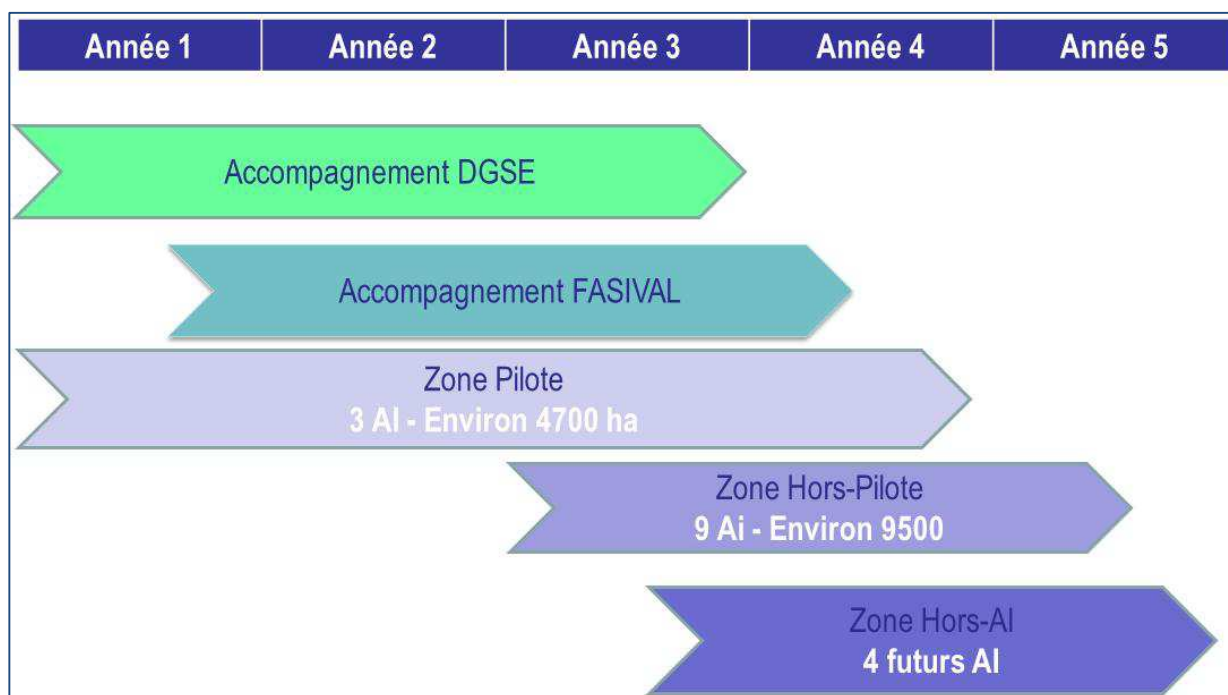 Année 1 Année 2 Année 3 Année 4 Année 5
Accompagnement DGSE
Accompagnement FASIVAL
Zone Pilote
3 AI - Environ 4700 ha
Zone Hors-Pilote
9 Ai - Environ 9500
Zone Hors-AI
4 futurs AI